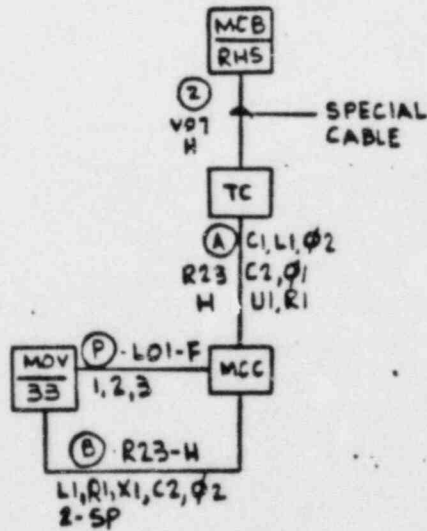 MCB
RHS
2
V07
H
SPECIAL
CABLE
TC
A C1, L1, Ø2
R23 C2, Ø1
H U1, R1
P · L01-F
MOV
33
1, 2, 3
MCC
B · R23-H
L1, R1, X1, C2, Ø2
2-SP